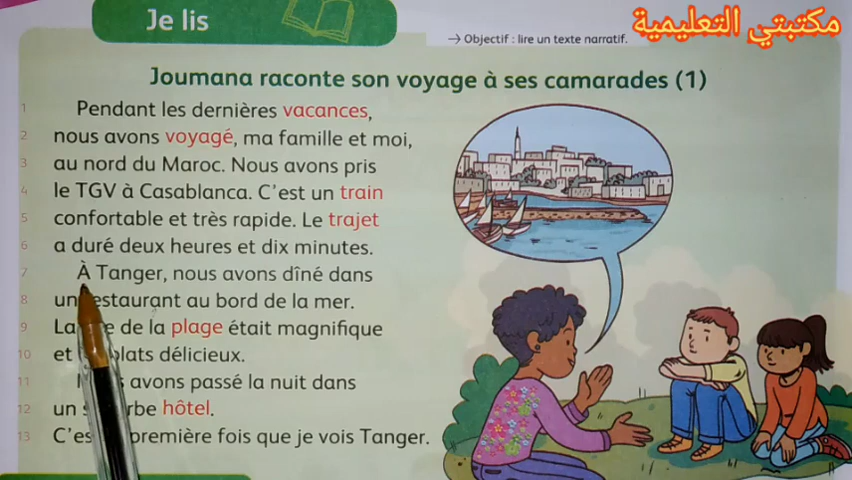 Je lis
مكتبتي التعليمية
→ Objectif : lire un texte narratif.
Joumana raconte son voyage à ses camarades (1)
1 Pendant les dernières vacances,
2 nous avons voyagé, ma famille et moi,
3 au nord du Maroc. Nous avons pris
4 le TGV à Casablanca. C'est un train
5 confortable et très rapide. Le trajet
6 a duré deux heures et dix minutes.
7 À Tanger, nous avons dîné dans
8 un restaurant au bord de la mer.
9 La de la plage était magnifique
10 et plats délicieux.
11 avons passé la nuit dans
12 un hôtel.
13 C'est première fois que je vois Tanger.